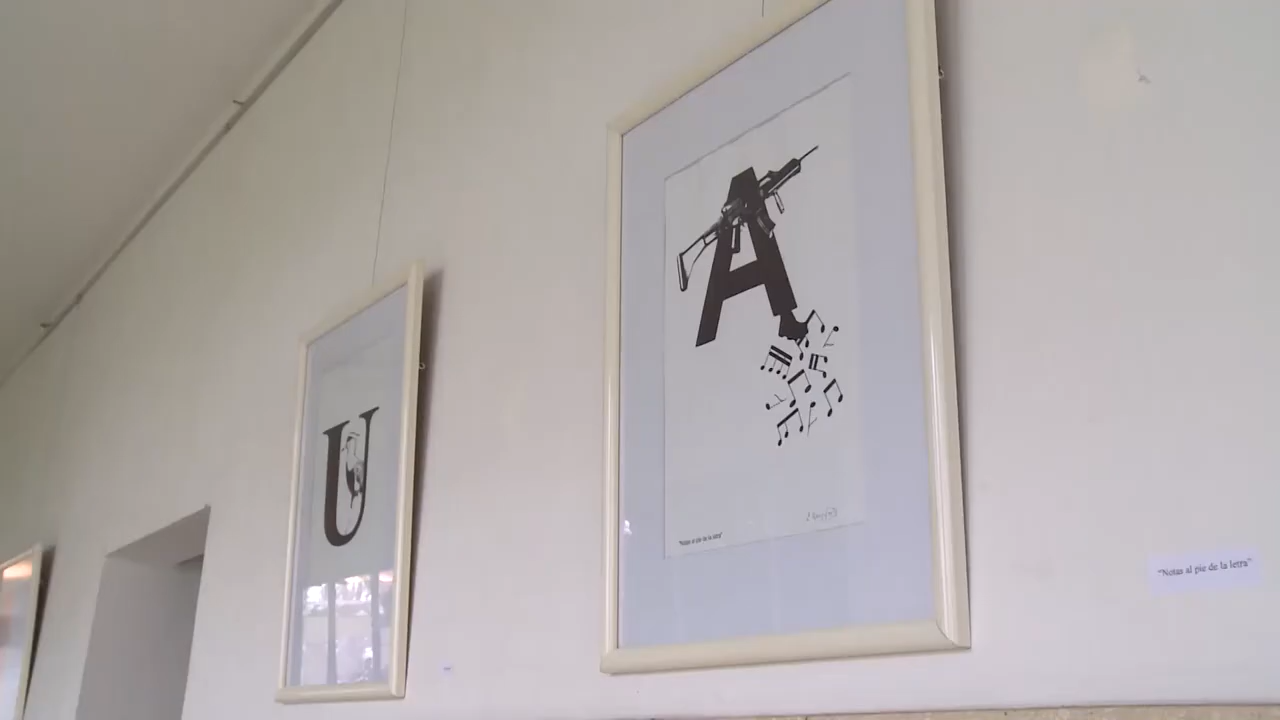 U
A
"Notas al pie de la letra"
"Notas al pie de la letra"